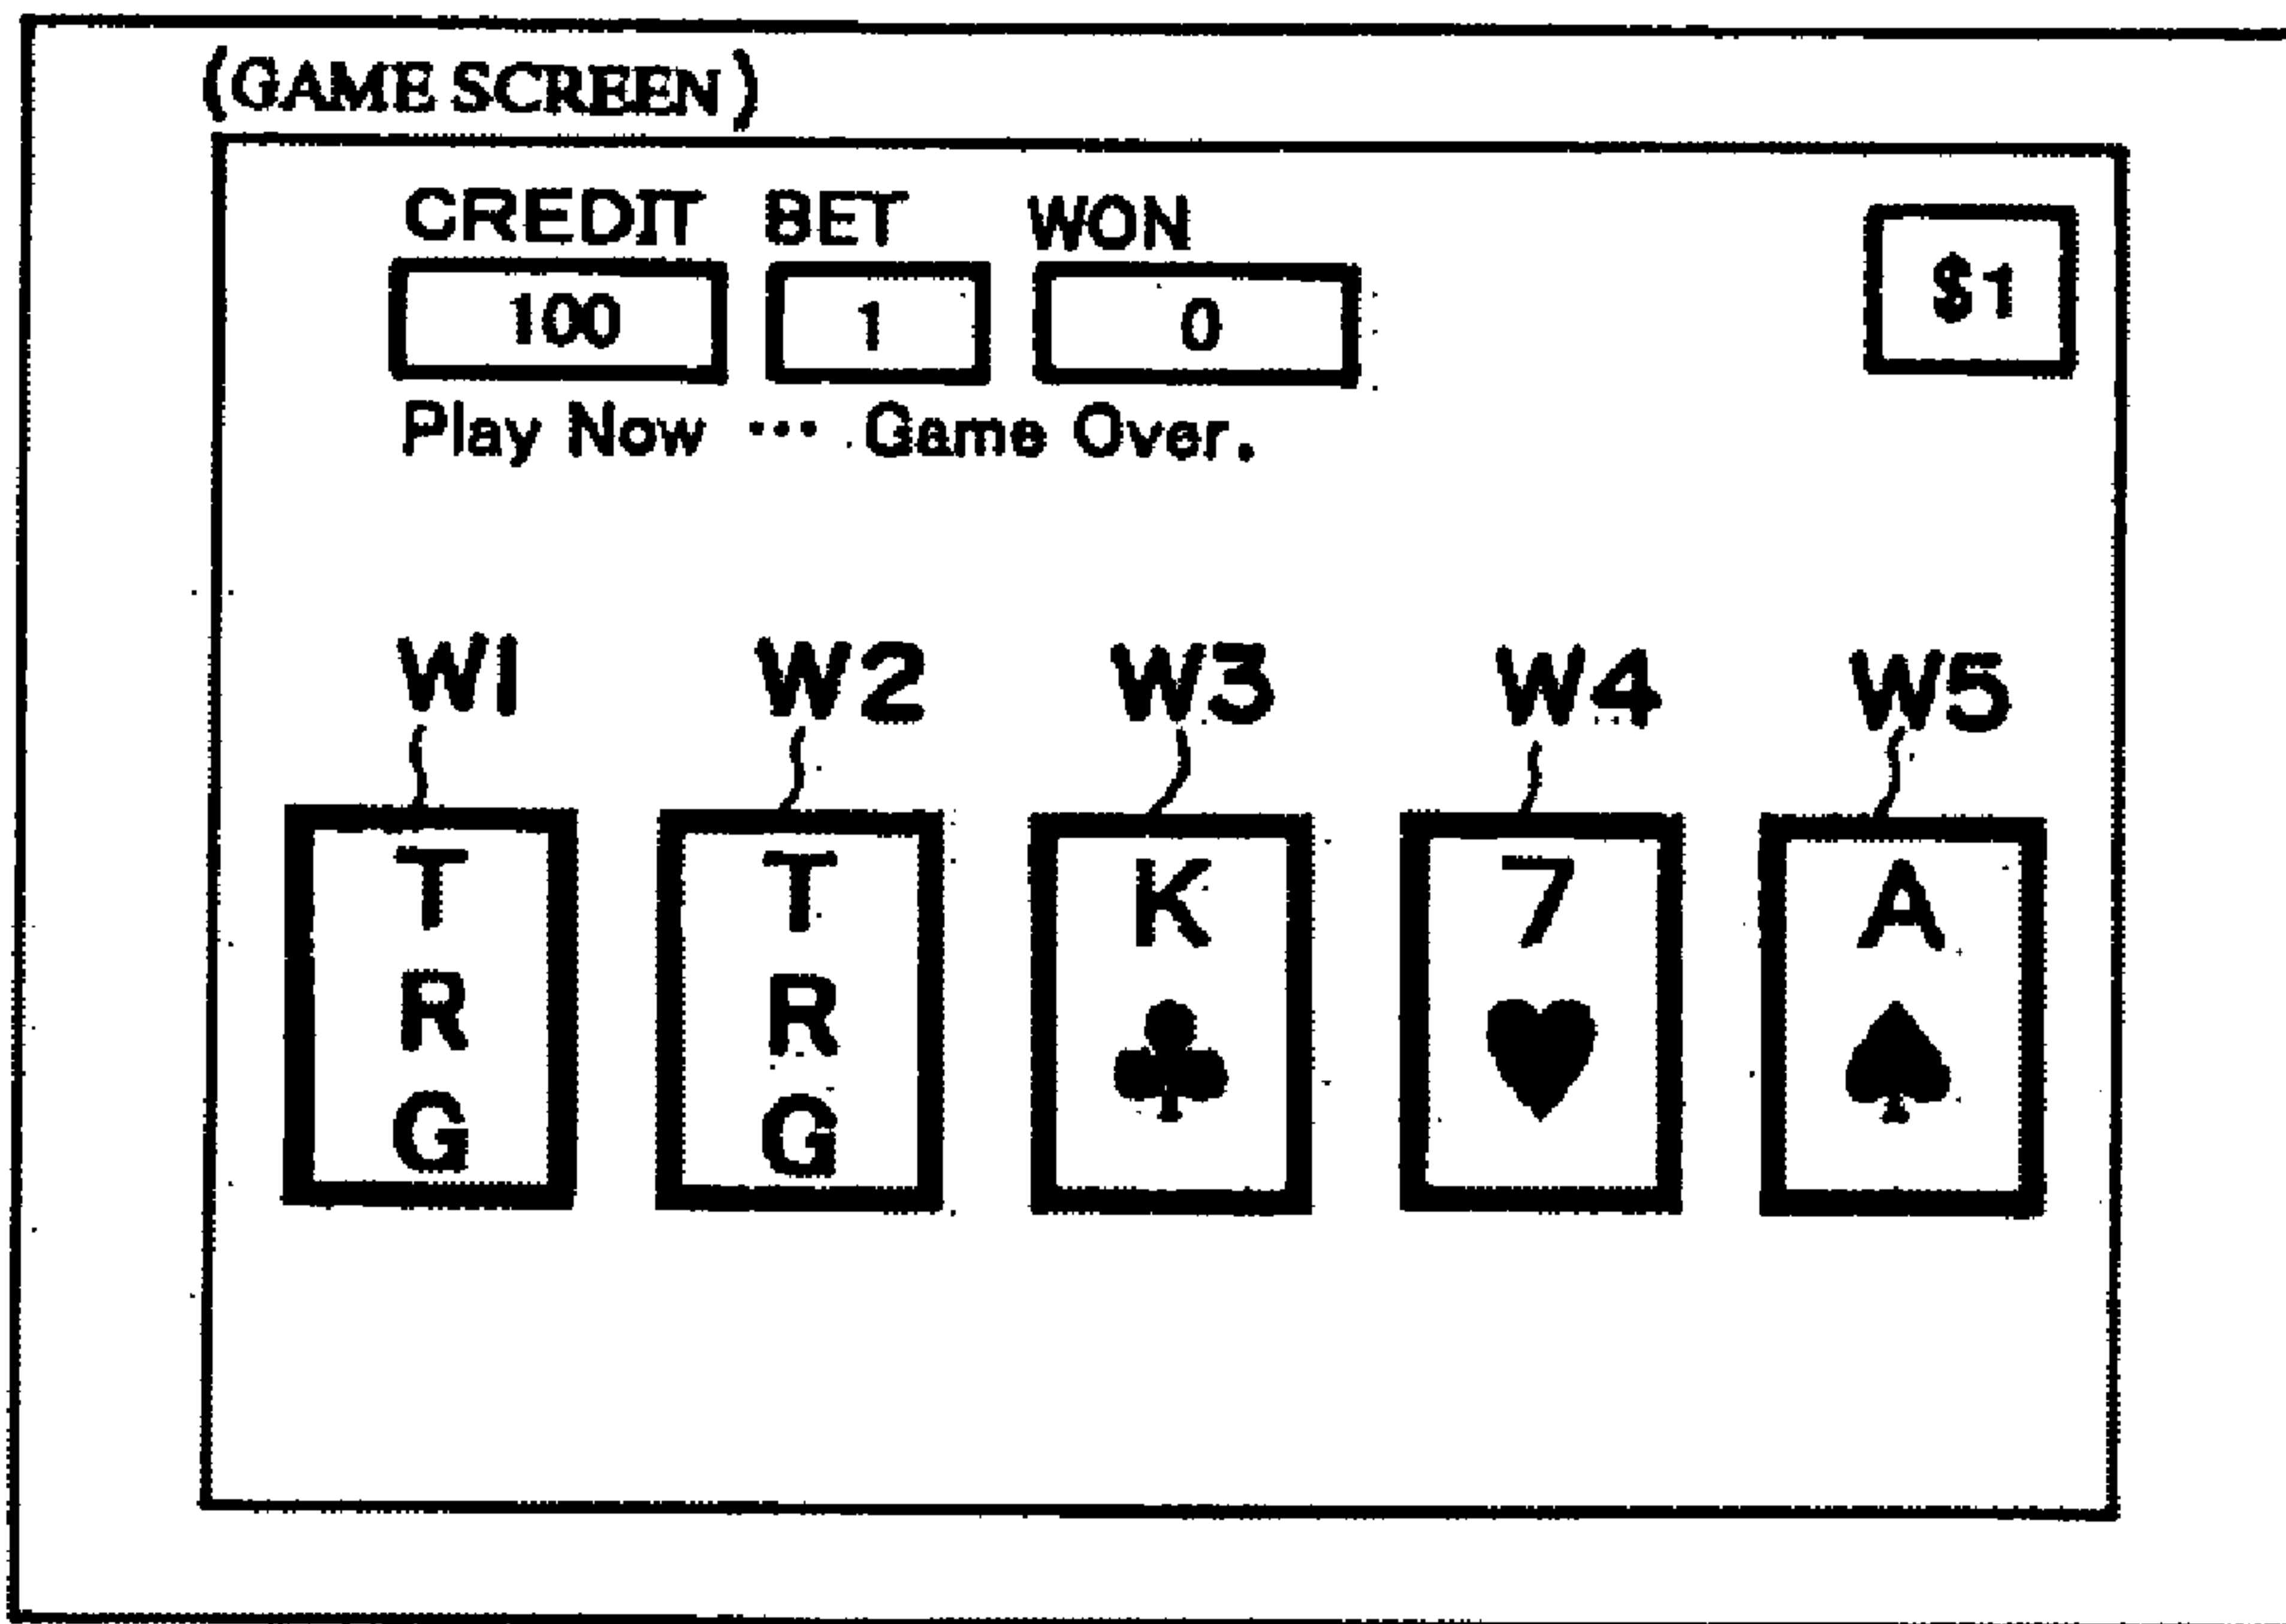 (GAME SCREEN)
CREDIT BET WON
100 1 0 $1
Play Now ... Game Over.
W1 W2 W3 W4 W5
T T K 7 A
R R
G G